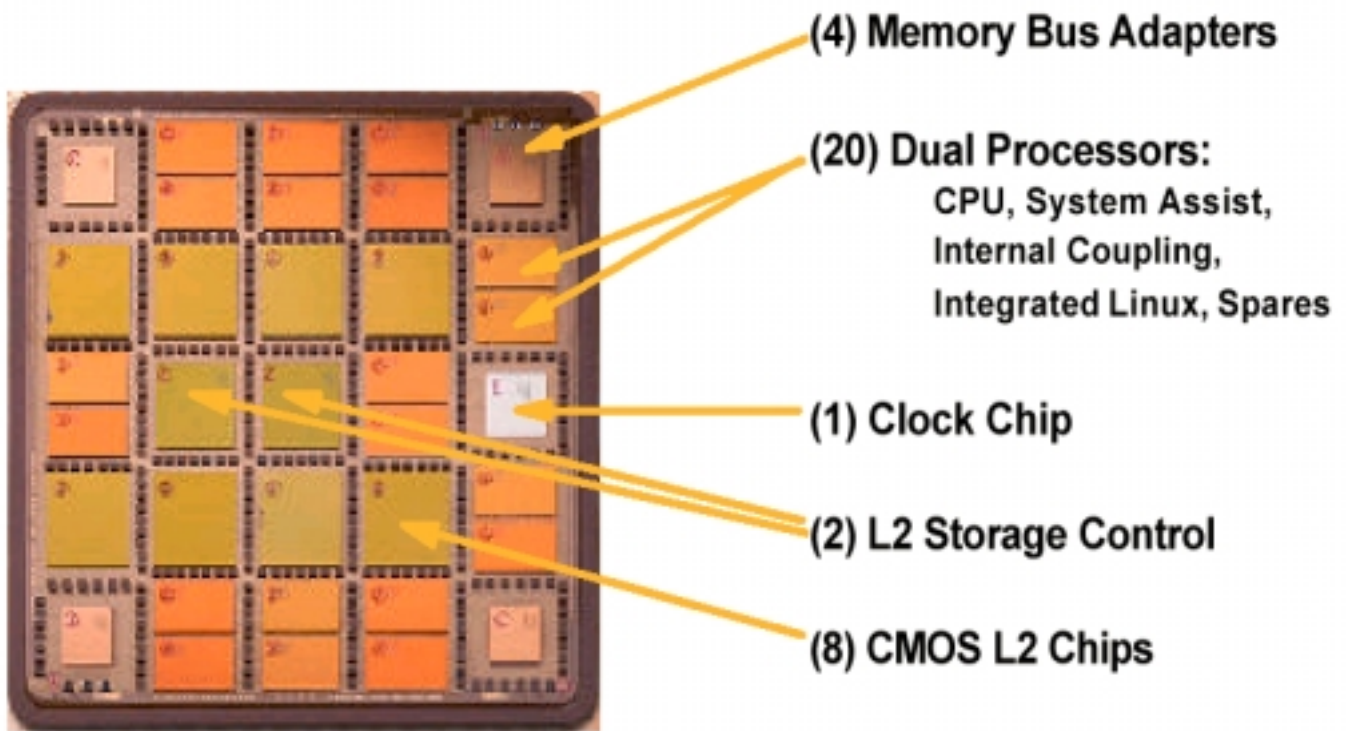 (4) Memory Bus Adapters
(20) Dual Processors:
CPU, System Assist,
Internal Coupling,
Integrated Linux, Spares
(1) Clock Chip
(2) L2 Storage Control
(8) CMOS L2 Chips